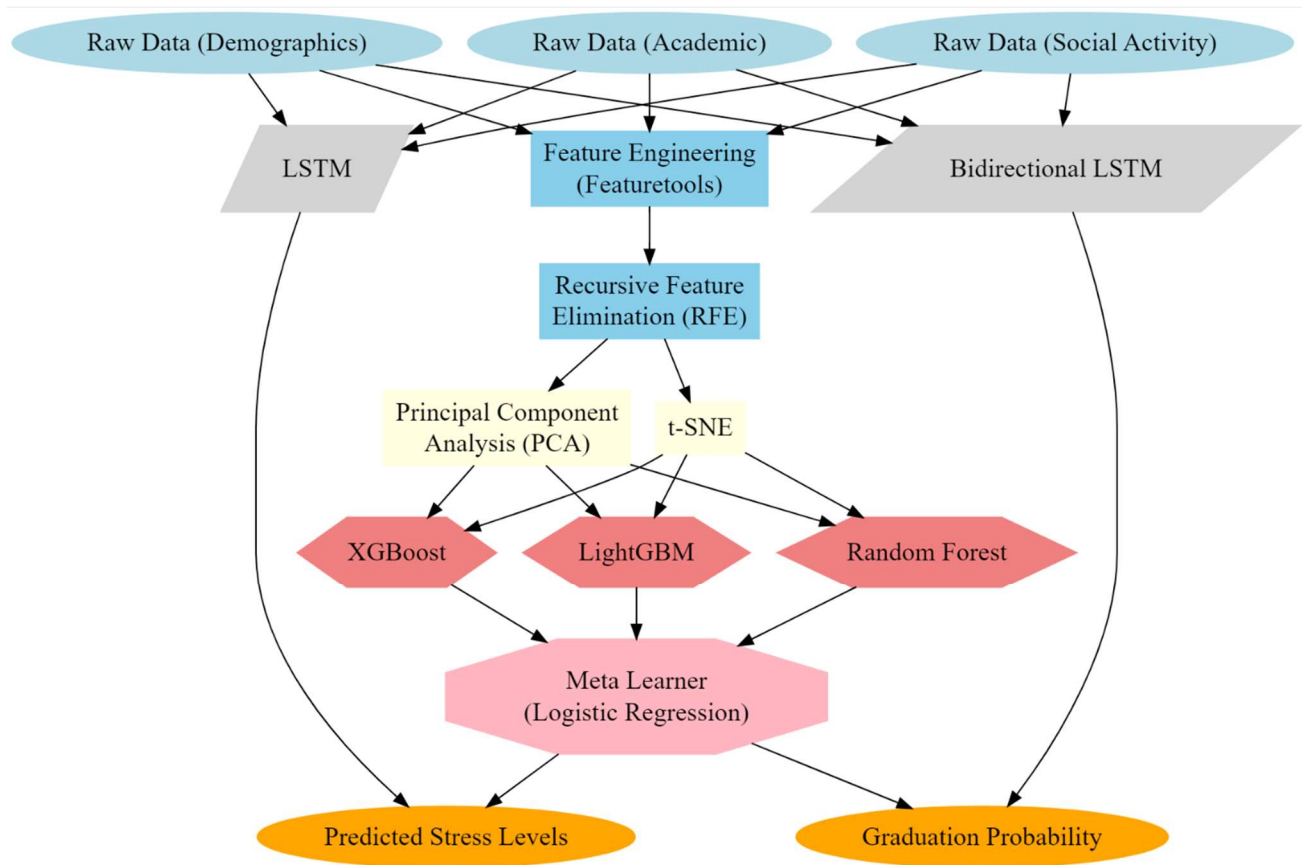 Raw Data (Demographics)
Raw Data (Academic)
Raw Data (Social Activity)
LSTM
Feature Engineering
(Featuretools)
Bidirectional LSTM
Recursive Feature
Elimination (RFE)
Principal Component
Analysis (PCA)
t-SNE
XGBoost
LightGBM
Random Forest
Meta Learner
(Logistic Regression)
Predicted Stress Levels
Graduation Probability